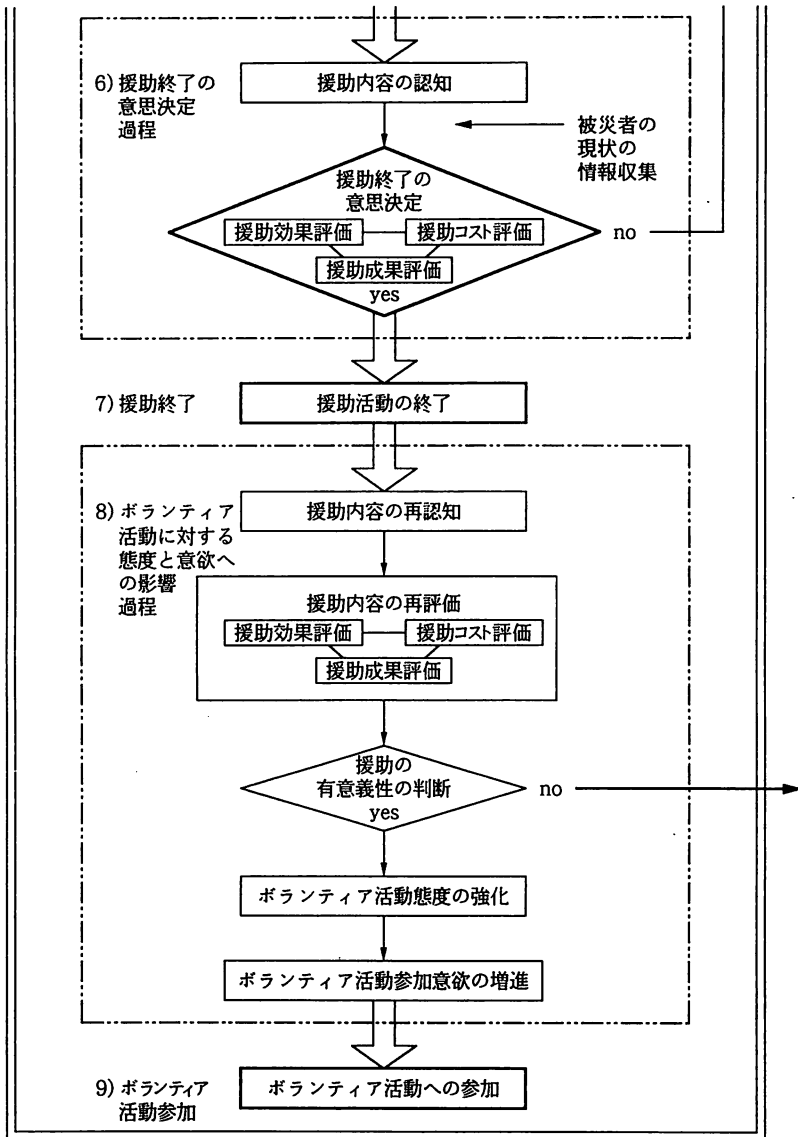 6) 援助終了の
意思決定
過程
援助内容の認知
被災者の
現状の
情報収集
援助終了の
意思決定
援助効果評価
援助コスト評価
援助成果評価
yes
no
7) 援助終了
援助活動の終了
8) ボランティア
活動に対する
態度と意欲へ
の影響
過程
援助内容の再認知
援助内容の再評価
援助効果評価
援助コスト評価
援助成果評価
援助の
有意義性の判断
yes
no
ボランティア活動態度の強化
ボランティア活動参加意欲の増進
9) ボランティア
活動参加
ボランティア活動への参加